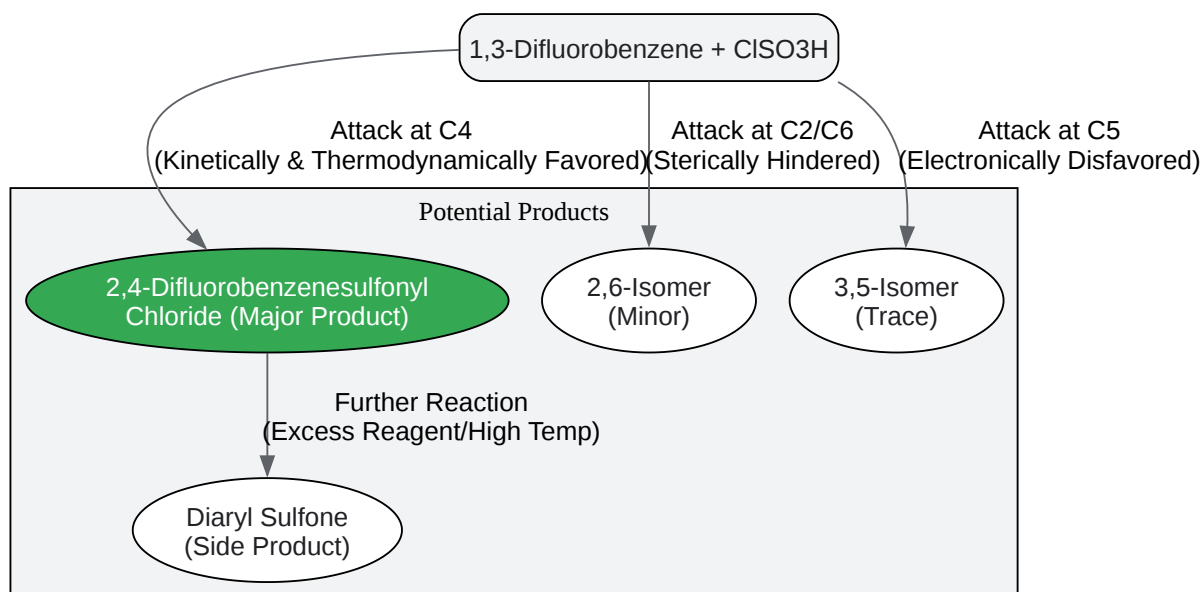 1,3-Difluorobenzene + ClSO3H
Attack at C4
(Kinetically & Thermodynamically Favored)
Attack at C2/C6
(Sterically Hindered)
Attack at C5
(Electronically Disfavored)
Potential Products
2,4-Difluorobenzenesulfonyl
Chloride (Major Product)
2,6-Isomer
(Minor)
3,5-Isomer
(Trace)
Further Reaction
(Excess Reagent/High Temp)
Diaryl Sulfone
(Side Product)